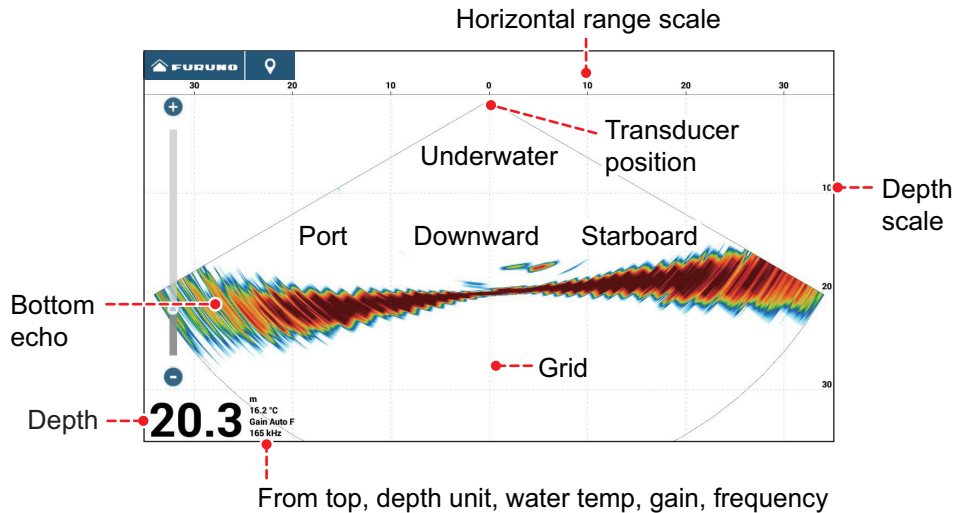 Horizontal range scale
FURUNO
30 20 10 0 10 20 30
Transducer
position
Underwater
10
Depth
scale
Port Downward Starboard
20
Bottom
echo
Grid
30
Depth
20.3
m
16.2 °C
Gain Auto F
165 kHz
From top, depth unit, water temp, gain, frequency